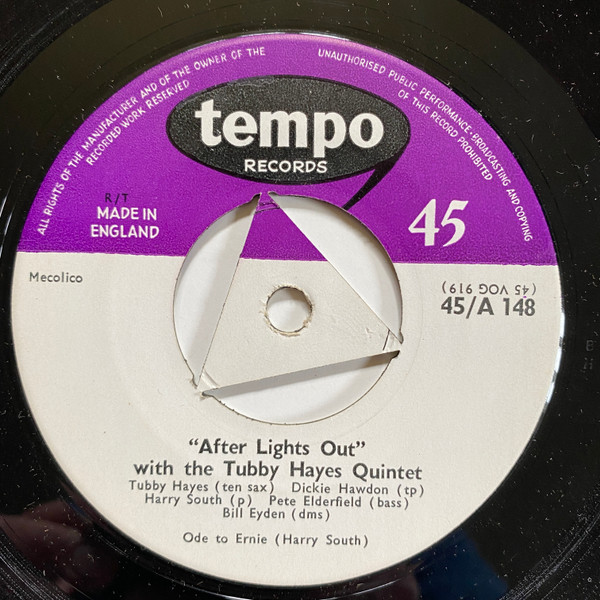 ALL RIGHTS OF THE MANUFACTURER AND OF THE OWNER OF THE
RECORDED WORK RESERVED
UNAUTHORISED PUBLIC PERFORMANCE, BROADCASTING AND COPYING
OF THIS RECORD PROHIBITED
tempo
RECORDS
R/T
MADE IN
ENGLAND
45
Mecolico
(45 VOG 919)
45/A 148
“After Lights Out”
with the Tubby Hayes Quintet
Tubby Hayes (ten sax) Dickie Hawdon (tp)
Harry South (p) Pete Elderfield (bass)
Bill Eyden (dms)
Ode to Ernie (Harry South)